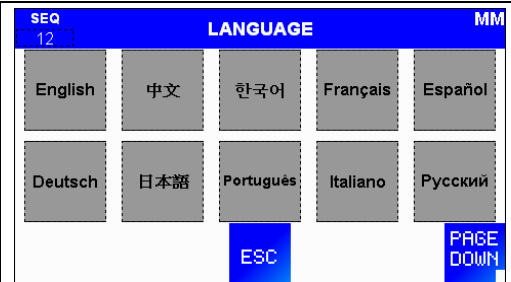 SEQ
12
LANGUAGE
MM
English 中文 한국어 Français Español
Deutsch 日本語 Português Italiano Русский
ESC
PAGE
DOWN